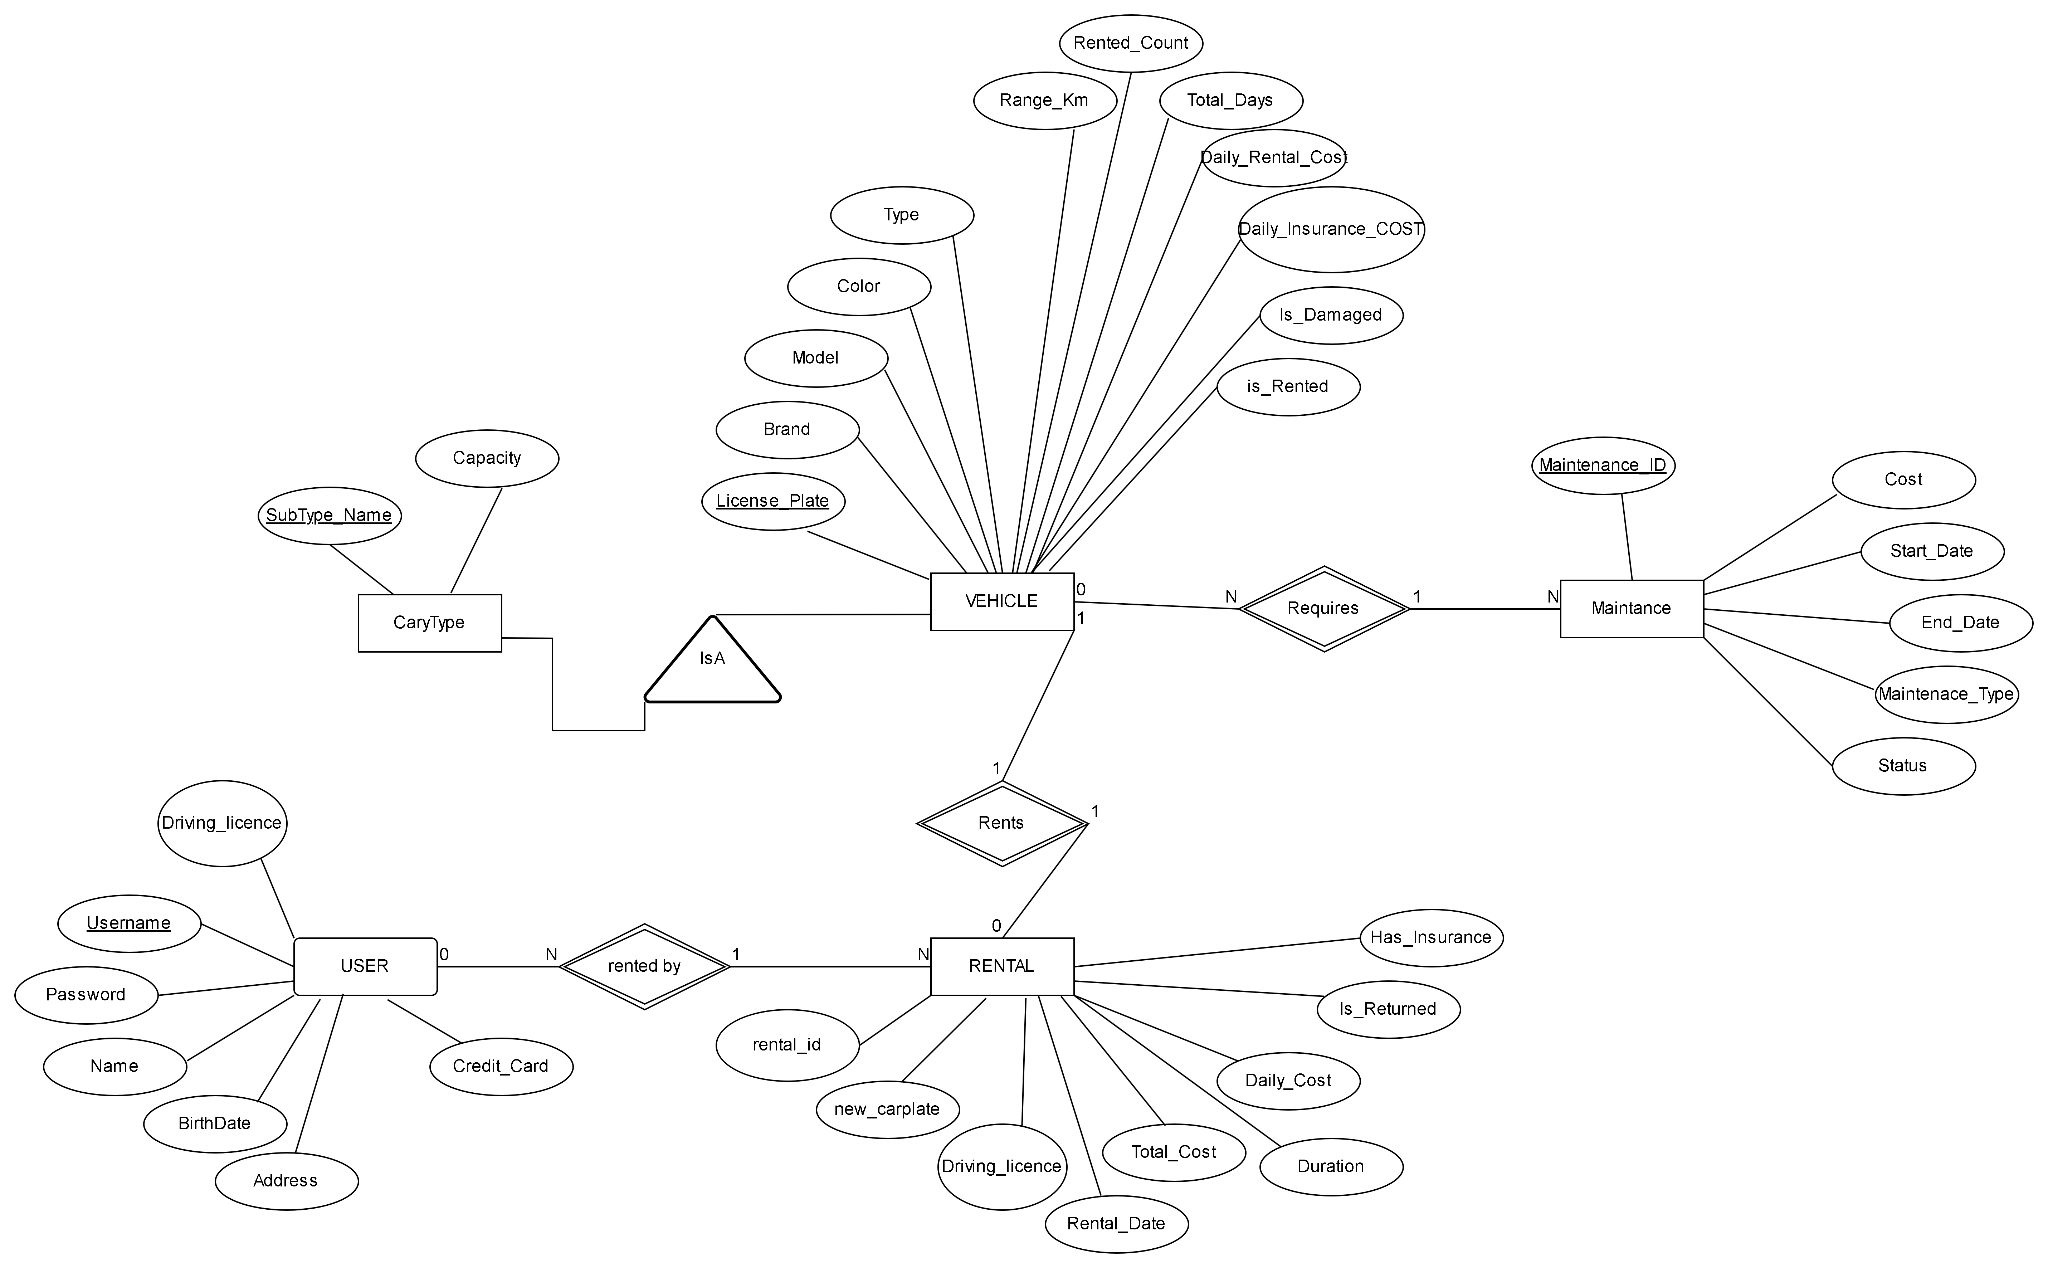 Rented_Count
Range_Km
Total_Days
Daily_Rental_Cost
Type
Daily_Insurance_COST
Color
Is_Damaged
Model
is_Rented
Brand
Capacity
License_Plate
SubType_Name
Maintenance_ID
Cost
Start_Date
CaryType
VEHICLE
0
1
N
Requires
1
N
Maintance
End_Date
IsA
Maintenace_Type
Status
1
Rents
1
0
Driving_licence
Username
USER
0
N
rented by
1
N
RENTAL
Has_Insurance
Password
Is_Returned
Name
Credit_Card
rental_id
Daily_Cost
BirthDate
new_carplate
Address
Driving_licence
Total_Cost
Duration
Rental_Date